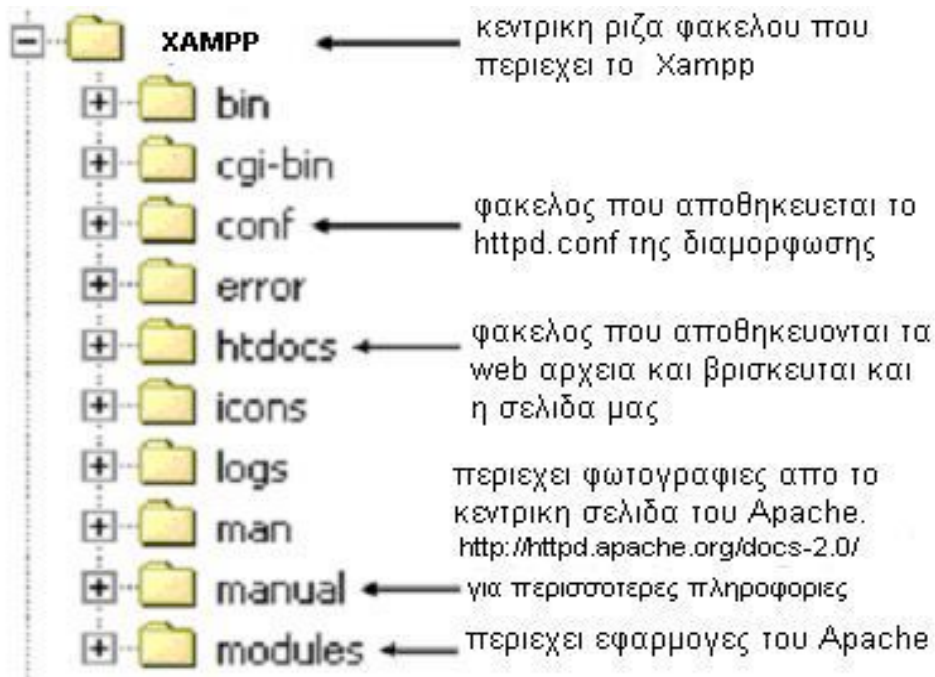 XAMPP
κεντρικη ριζα φακελου που
περιεχει το Xampp
bin
cgi-bin
conf
φακελος που αποθηκευεται το
httpd.conf της διαμορφωσης
error
htdocs
φακελος που αποθηκευονται τα
web αρχεια και βρισκευται και
η σελιδα μας
icons
logs
περιεχει φωτογραφιες απο το
κεντρικη σελιδα του Apache.
http://httpd.apache.org/docs-2.0/
man
manual
για περισσοτερες πληροφοριες
modules
περιεχει εφαρμογες του Apache